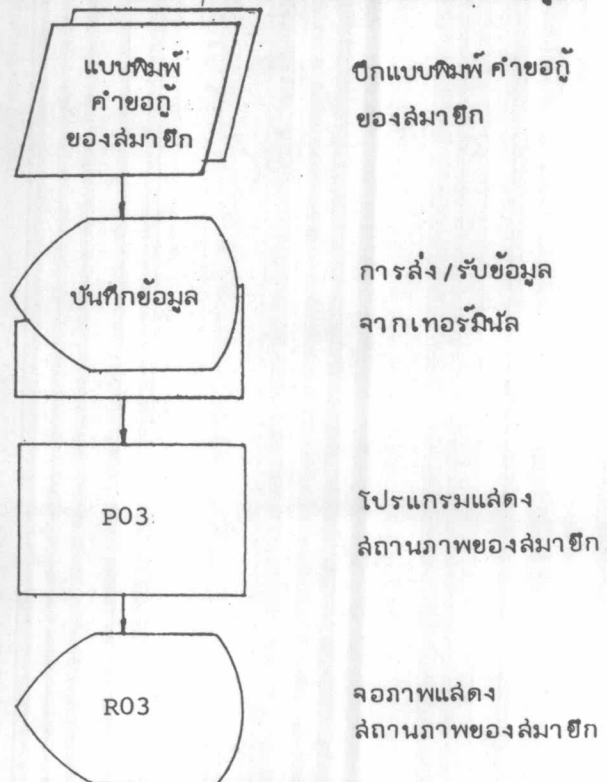 แบบพิมพ์
คำขอกู้
ของสมาชิก
ปึกแบบพิมพ์ คำขอกู้
ของสมาชิก
บันทึกข้อมูล
การส่ง/รับข้อมูล
จากเทอร์มินัล
P03
โปรแกรมแสดง
สถานภาพของสมาชิก
R03
จอภาพแสดง
สถานภาพของสมาชิก